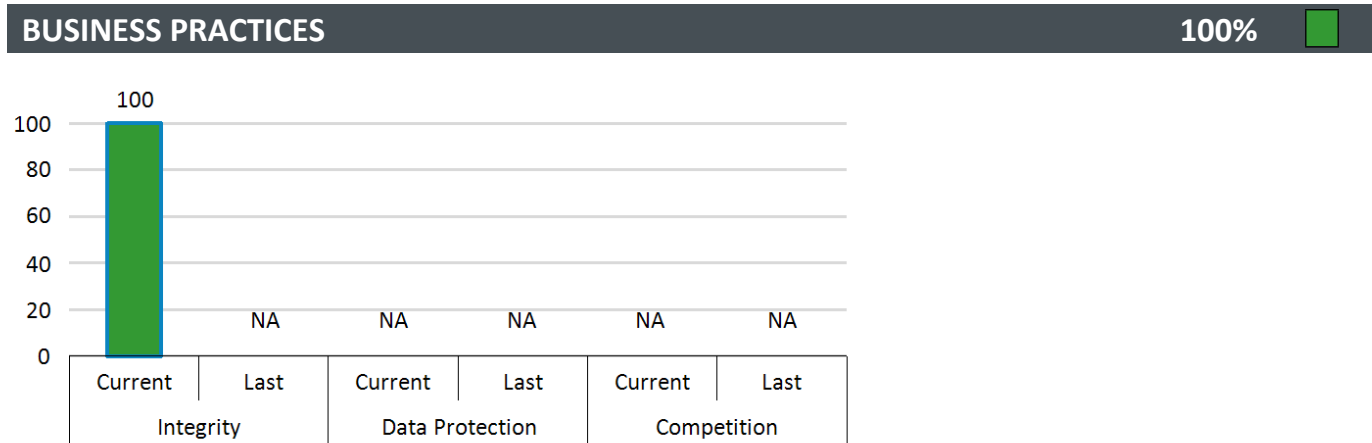 BUSINESS PRACTICES 100%
100
100
80
60
40
20
NA NA NA NA NA
0
Current Last Current Last Current Last
Integrity Data Protection Competition